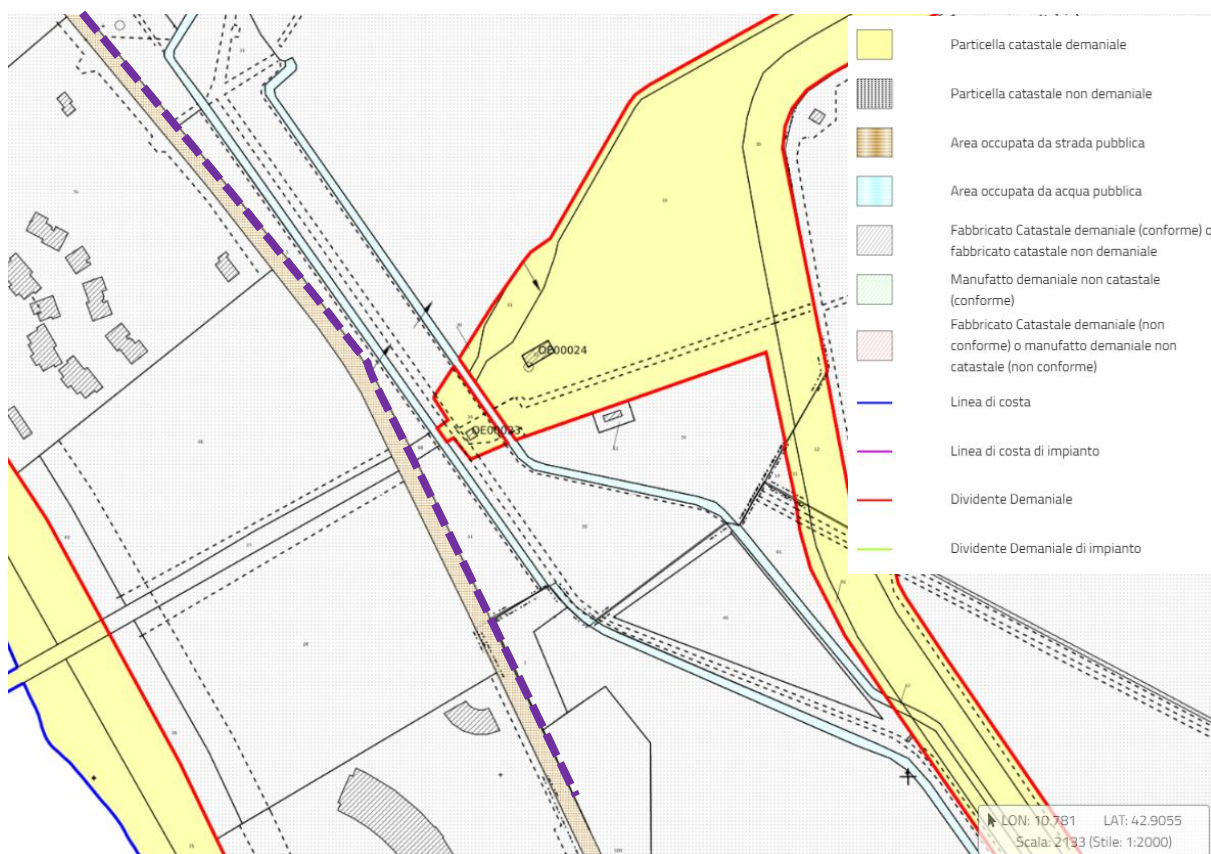 Particella catastale demaniale
Particella catastale non demaniale
Area occupata da strada pubblica
Area occupata da acqua pubblica
Fabbricato Catastale demaniale (conforme) o
fabbricato catastale non demaniale
Manufatto demaniale non catastale
(conforme)
Fabbricato Catastale demaniale (non
conforme) o manufatto demaniale non
catastale (non conforme)
Linea di costa
Linea di costa di impianto
Dividente Demaniale
Dividente Demaniale di impianto
OE00024
OE00023
LON: 10.781 LAT: 42.9055
Scala: 2133 (Stile: 1:2000)